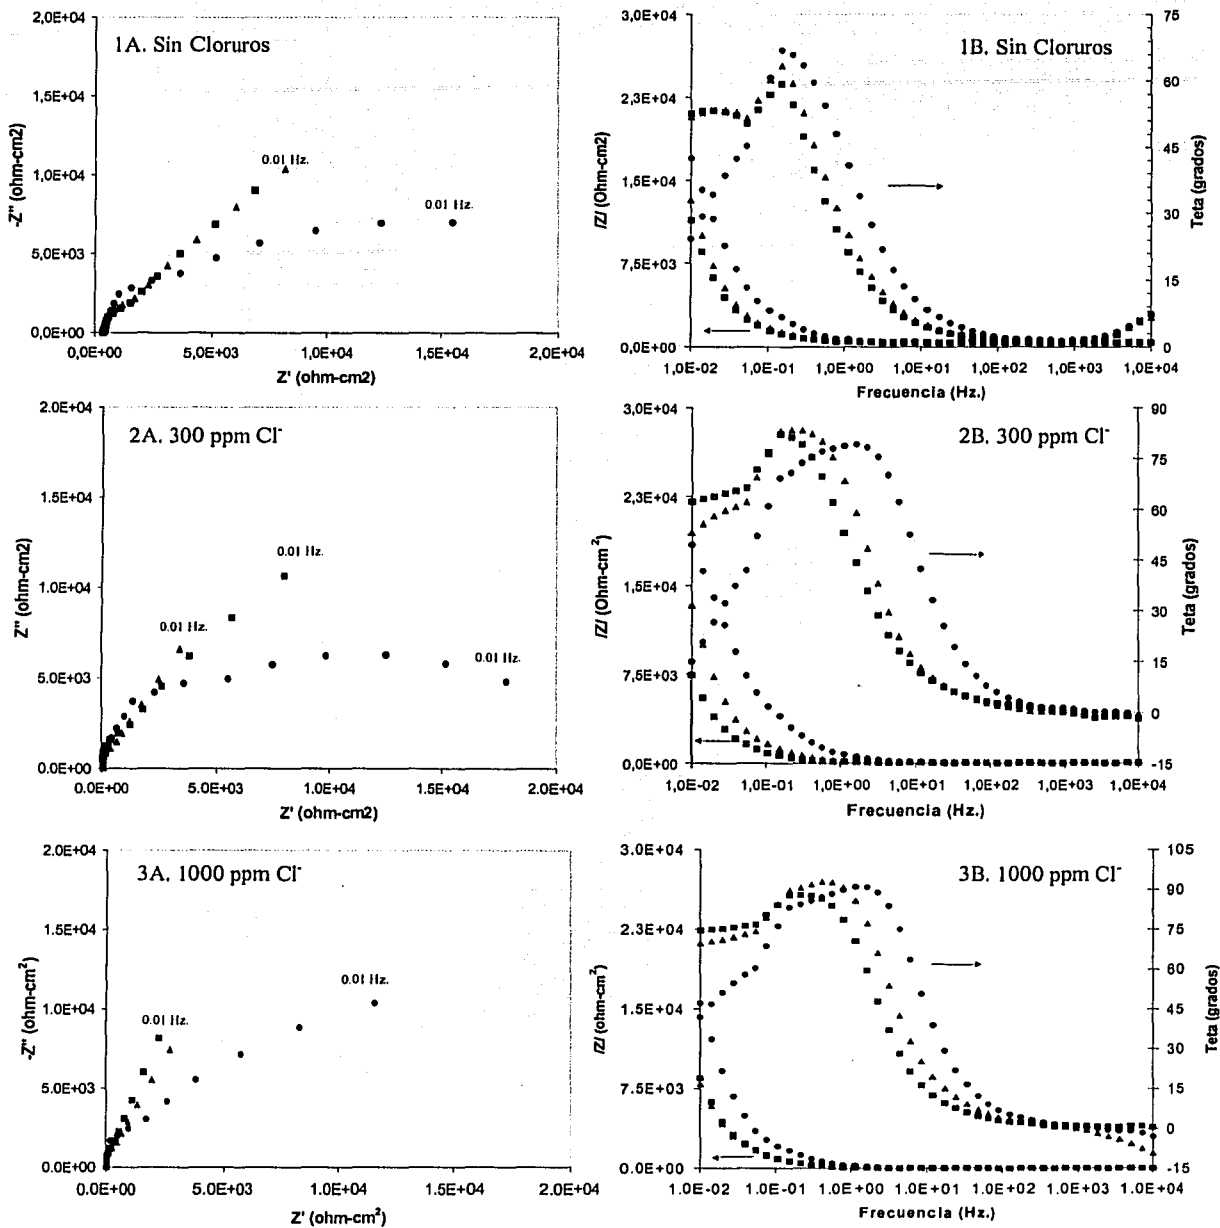 1A. Sin Cloruros
2,0E+04
1,5E+04
1,0E+04
5,0E+03
0,0E+00
-Z'' (ohm-cm2)
0.01 Hz.
0.01 Hz.
0.0E+00 5.0E+03 1.0E+04 1.5E+04 2.0E+04
Z' (ohm-cm2)
1B. Sin Cloruros
3,0E+04
2,3E+04
1,5E+04
7,5E+03
0,0E+00
/Z/ (Ohm-cm2)
75
60
45
30
15
0
Teta (grados)
1,0E-02 1,0E-01 1,0E+00 1,0E+01 1,0E+02 1,0E+03 1,0E+04
Frecuencia (Hz.)
2A. 300 ppm Cl-
2.0E+04
1.5E+04
1.0E+04
5.0E+03
0.0E+00
Z'' (ohm-cm2)
0.01 Hz.
0.01 Hz.
0.01 Hz.
0.0E+00 5.0E+03 1.0E+04 1.5E+04 2.0E+04
Z' (ohm-cm2)
2B. 300 ppm Cl-
3,0E+04
2,3E+04
1,5E+04
7,5E+03
0,0E+00
/Z/ (Ohm-cm²)
90
75
60
45
30
15
0
-15
Teta (grados)
1,0E-02 1,0E-01 1,0E+00 1,0E+01 1,0E+02 1,0E+03 1,0E+04
Frecuencia (Hz.)
3A. 1000 ppm Cl-
2.0E+04
1.5E+04
1.0E+04
5.0E+03
0.0E+00
-Z'' (ohm-cm²)
0.01 Hz.
0.01 Hz.
0.0E+00 5.0E+03 1.0E+04 1.5E+04 2.0E+04
Z' (ohm-cm²)
3B. 1000 ppm Cl-
3.0E+04
2.3E+04
1.5E+04
7.5E+03
0.0E+00
/Z/ (ohm-cm²)
105
90
75
60
45
30
15
0
-15
Teta (grados)
1.0E-02 1.0E-01 1.0E+00 1.0E+01 1.0E+02 1.0E+03 1.0E+04
Frecuencia (Hz.)